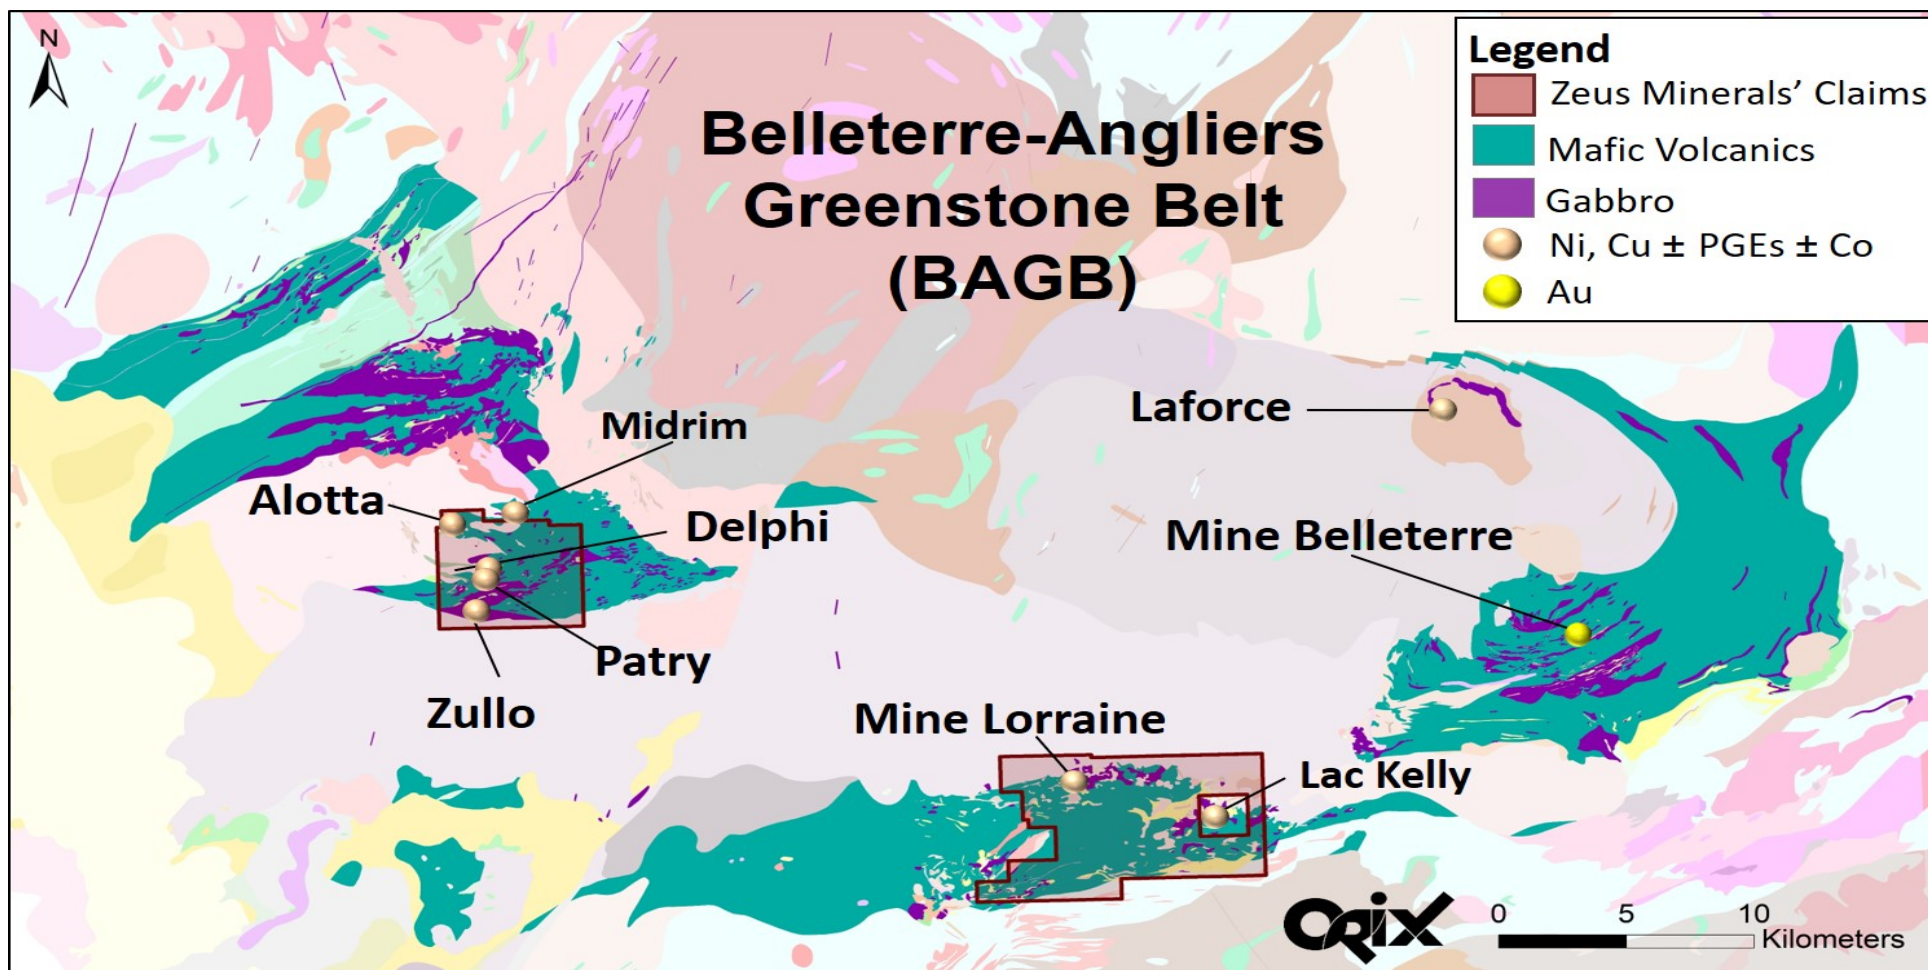 N
Belleterre-Angliers
Greenstone Belt
(BAGB)
Legend
Zeus Minerals' Claims
Mafic Volcanics
Gabbro
Ni, Cu ± PGEs ± Co
Au
Laforce
Midrim
Alotta
Delphi
Mine Belleterre
Patry
Zullo
Mine Lorraine
Lac Kelly
ORIX
0 5 10
Kilometers